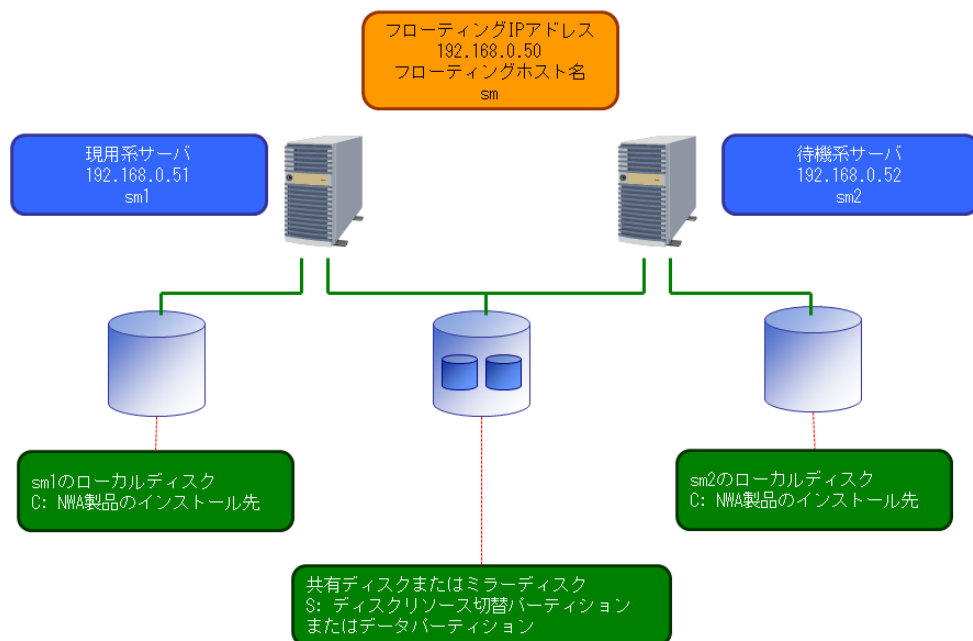 フローティングIPアドレス
192.168.0.50
フローティングホスト名
sm
現用系サーバ
192.168.0.51
sm1
待機系サーバ
192.168.0.52
sm2
sm1のローカルディスク
C: NWA製品のインストール先
sm2のローカルディスク
C: NWA製品のインストール先
共有ディスクまたはミラーディスク
S: ディスクリソース切替パーティション
またはデータパーティション